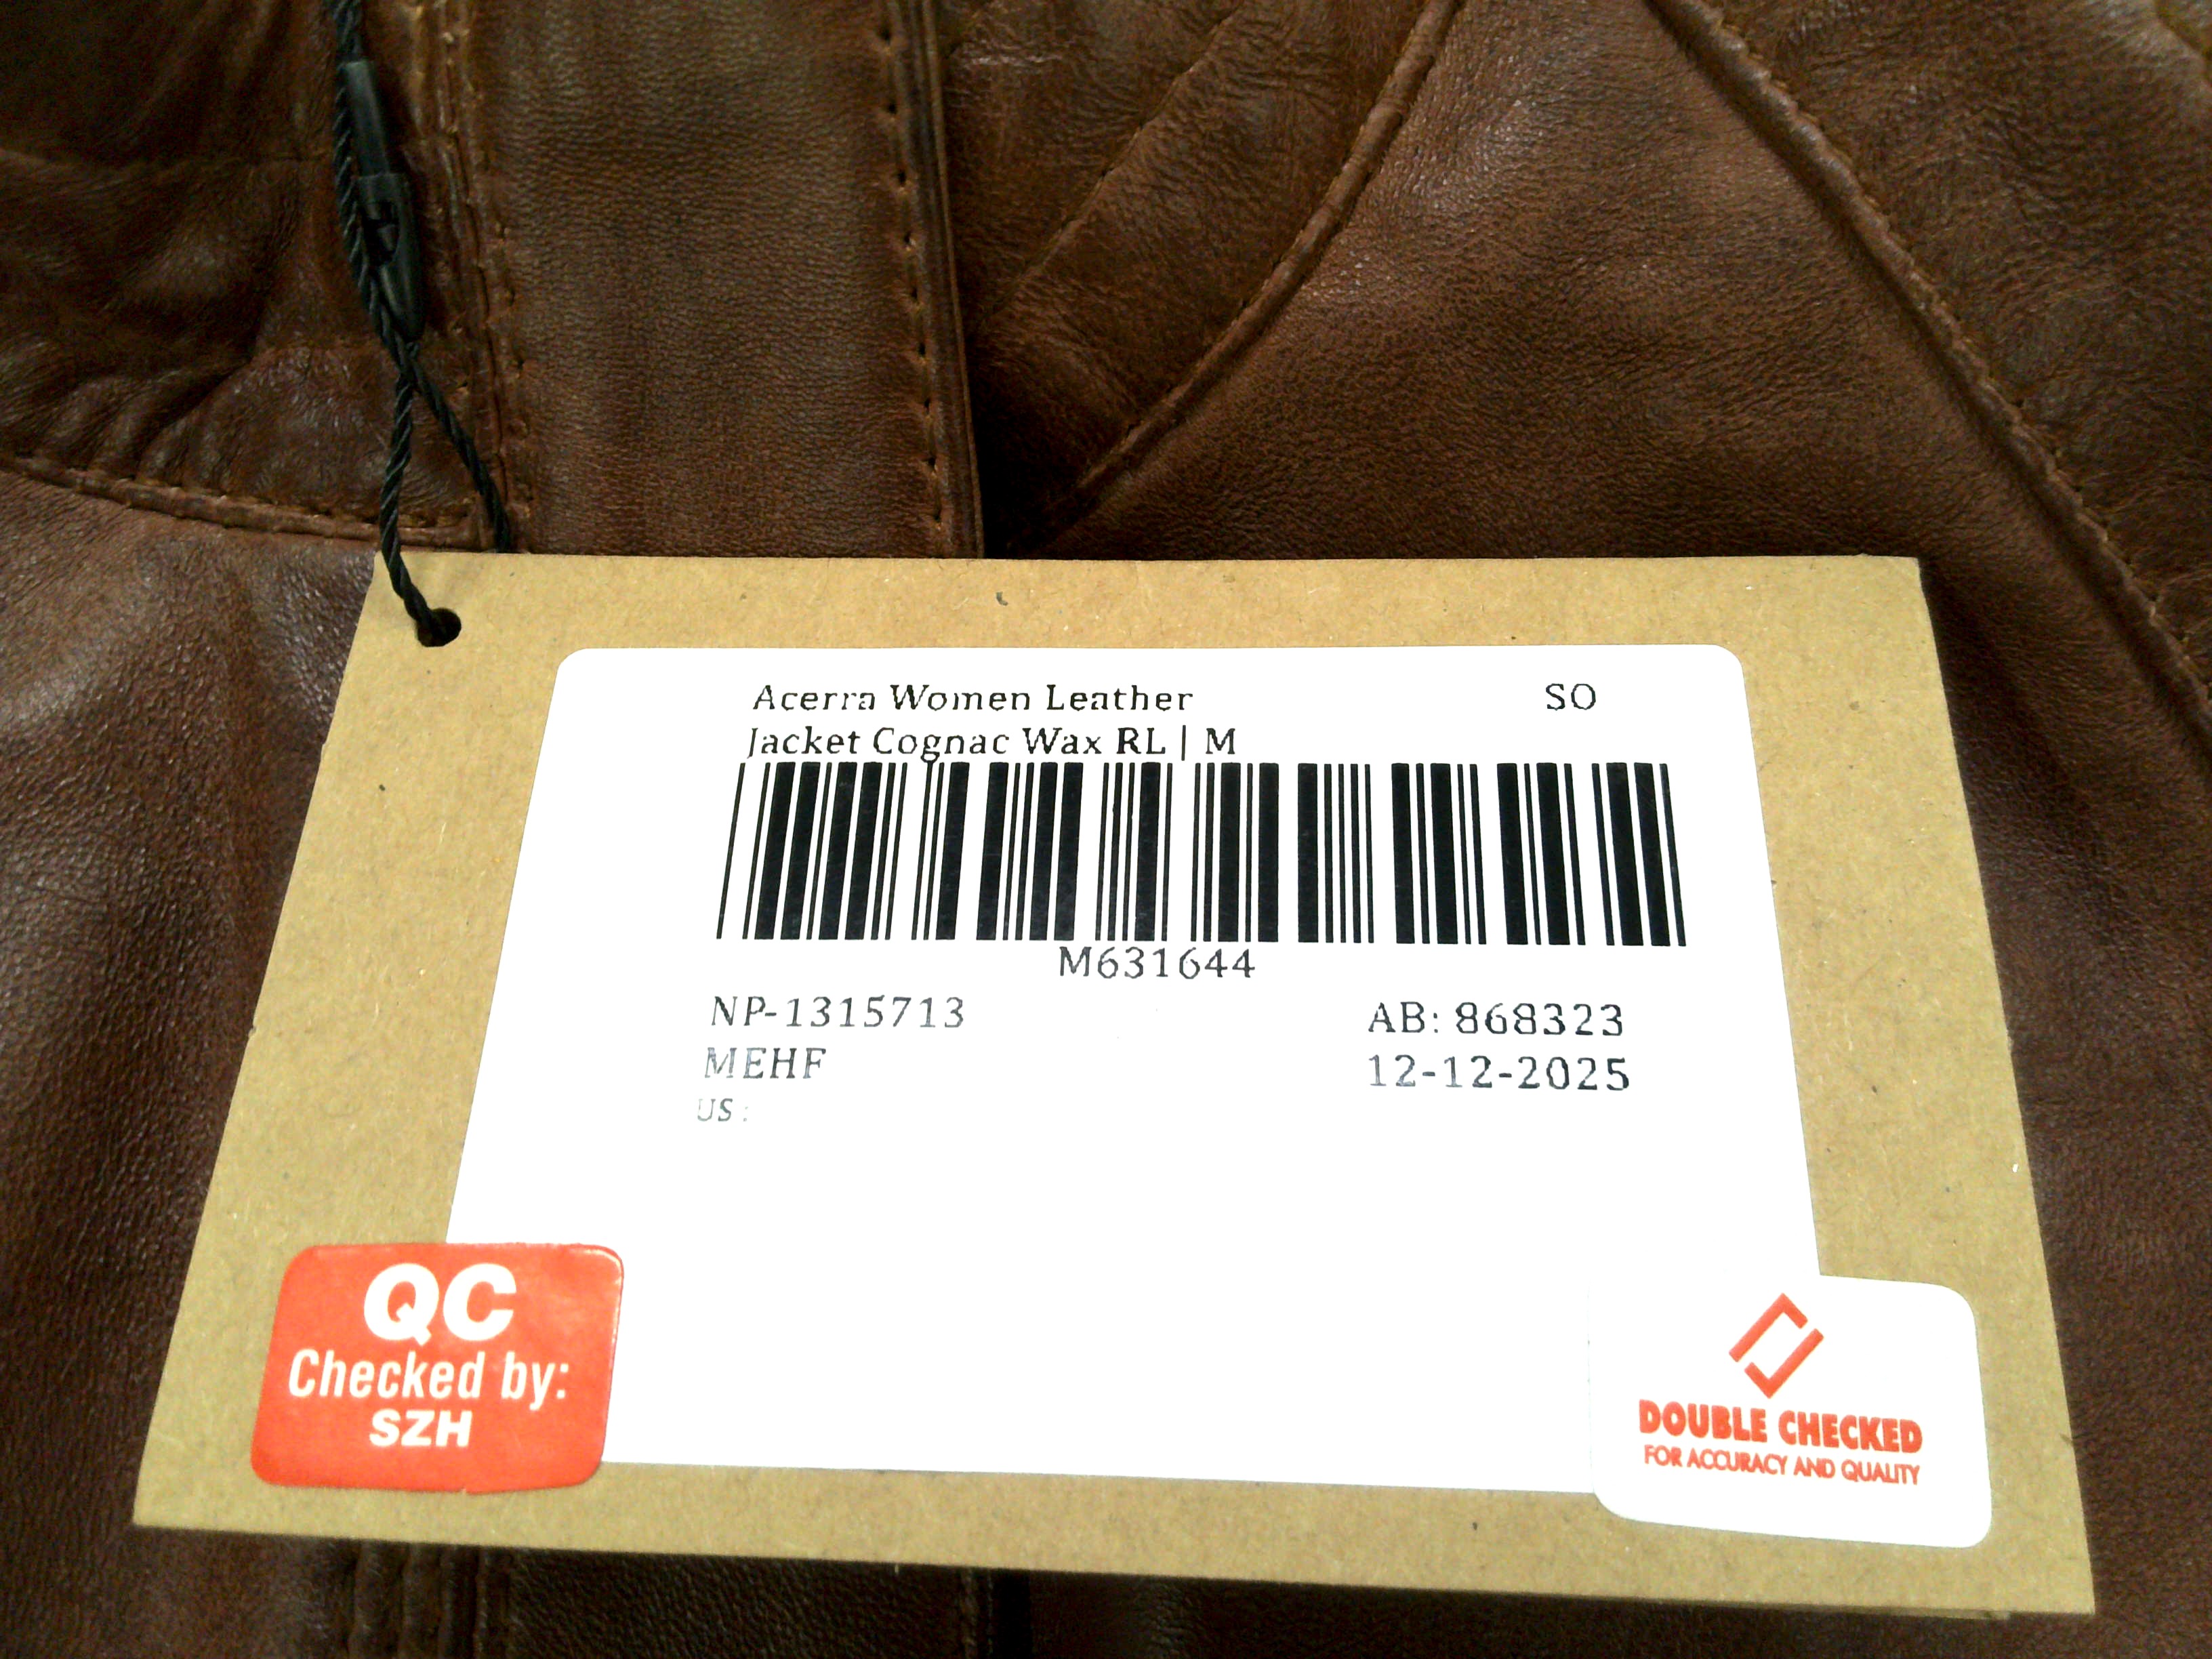 Acerra Women Leather SO
Jacket Cognac Wax RL | M
M631644
NP-1315713 AB: 868323
MEHF 12-12-2025
US :
QC
Checked by:
SZH
DOUBLE CHECKED
FOR ACCURACY AND QUALITY